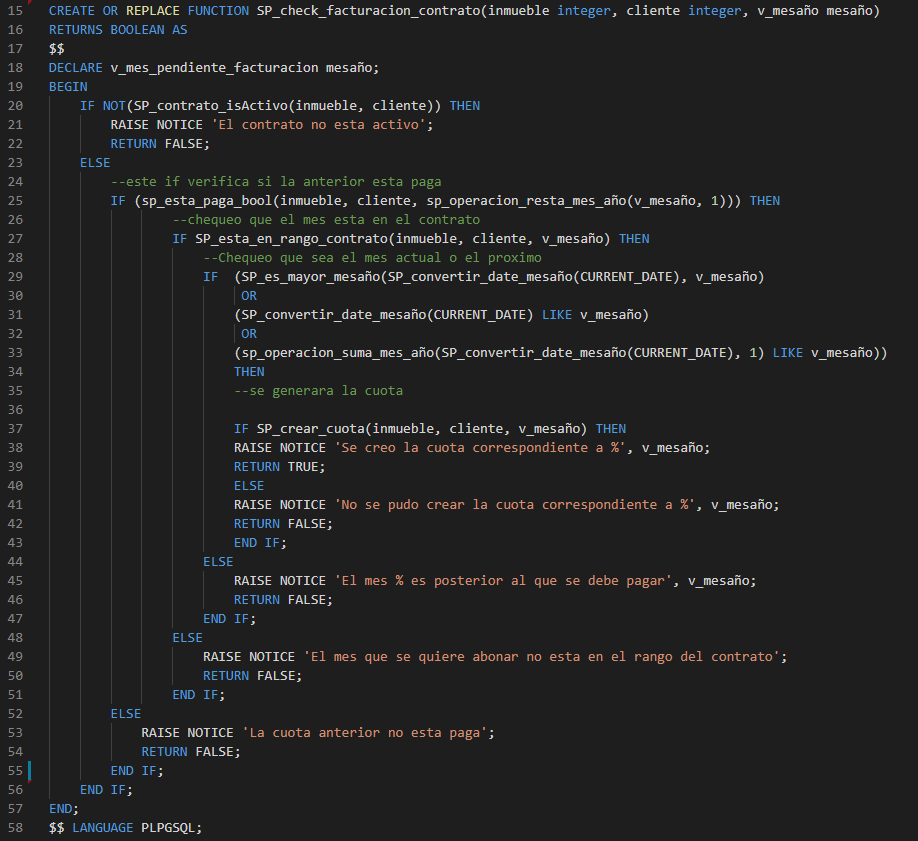 15 CREATE OR REPLACE FUNCTION SP_check_facturacion_contrato(inmueble integer, cliente integer, v_mesaño mesaño)
16 RETURNS BOOLEAN AS
17 $$
18 DECLARE v_mes_pendiente_facturacion mesaño;
19 BEGIN
20 IF NOT(SP_contrato_isActivo(inmueble, cliente)) THEN
21 RAISE NOTICE 'El contrato no esta activo';
22 RETURN FALSE;
23 ELSE
24 --este if verifica si la anterior esta paga
25 IF (sp_esta_paga_bool(inmueble, cliente, sp_operacion_resta_mes_año(v_mesaño, 1))) THEN
26 --chequeo que el mes esta en el contrato
27 IF SP_esta_en_rango_contrato(inmueble, cliente, v_mesaño) THEN
28 --Chequeo que sea el mes actual o el proximo
29 IF (SP_es_mayor_mesaño(SP_convertir_date_mesaño(CURRENT_DATE), v_mesaño)
30 OR
31 (SP_convertir_date_mesaño(CURRENT_DATE) LIKE v_mesaño)
32 OR
33 (sp_operacion_suma_mes_año(SP_convertir_date_mesaño(CURRENT_DATE), 1) LIKE v_mesaño))
34 THEN
35 --se generara la cuota
36
37 IF SP_crear_cuota(inmueble, cliente, v_mesaño) THEN
38 RAISE NOTICE 'Se creo la cuota correspondiente a %', v_mesaño;
39 RETURN TRUE;
40 ELSE
41 RAISE NOTICE 'No se pudo crear la cuota correspondiente a %', v_mesaño;
42 RETURN FALSE;
43 END IF;
44 ELSE
45 RAISE NOTICE 'El mes % es posterior al que se debe pagar', v_mesaño;
46 RETURN FALSE;
47 END IF;
48 ELSE
49 RAISE NOTICE 'El mes que se quiere abonar no esta en el rango del contrato';
50 RETURN FALSE;
51 END IF;
52 ELSE
53 RAISE NOTICE 'La cuota anterior no esta paga';
54 RETURN FALSE;
55 END IF;
56 END IF;
57 END;
58 $$ LANGUAGE PLPGSQL;